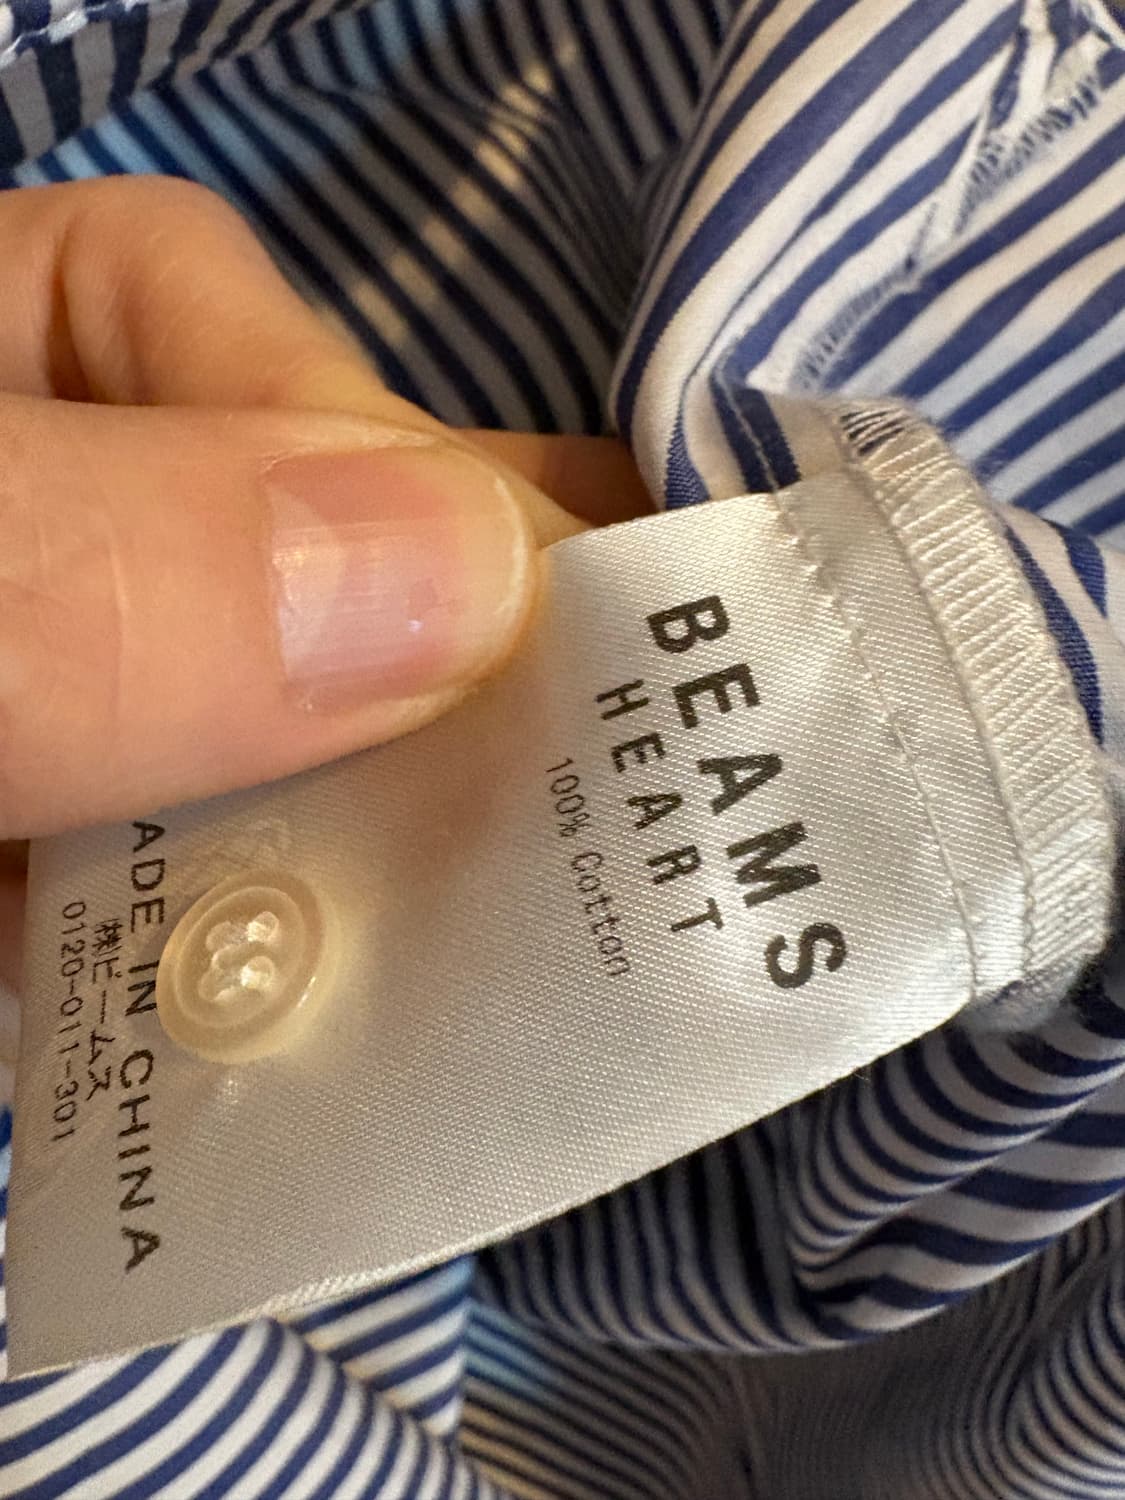 BEAMS
HEART
100% Cotton
ADE IN CHINA
㈱ビームス
0120-011-301